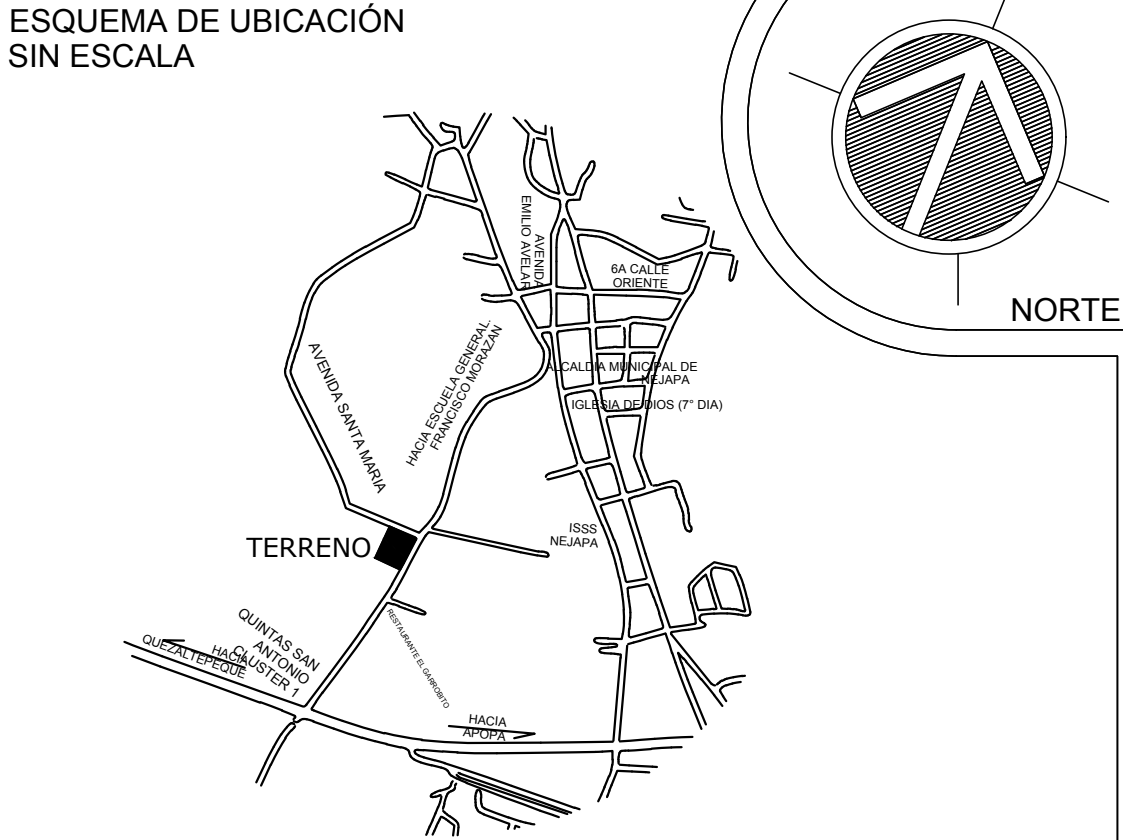 ESQUEMA DE UBICACIÓN
SIN ESCALA
NORTE
AVENIDA
EMILIO AVELAR
6A CALLE
ORIENTE
AVENIDA SANTA MARIA
HACIA ESCUELA GENERAL.
FRANCISCO MORAZAN
ALCALDIA MUNICIPAL DE
NEJAPA
IGLESIA DE DIOS (7° DIA)
ISSS
NEJAPA
TERRENO
RESTAURANTE EL GARROBITO
QUINTAS SAN
ANTONIO
CLUSTER 1
HACIA
QUEZALTEPEQUE
HACIA
APOPA